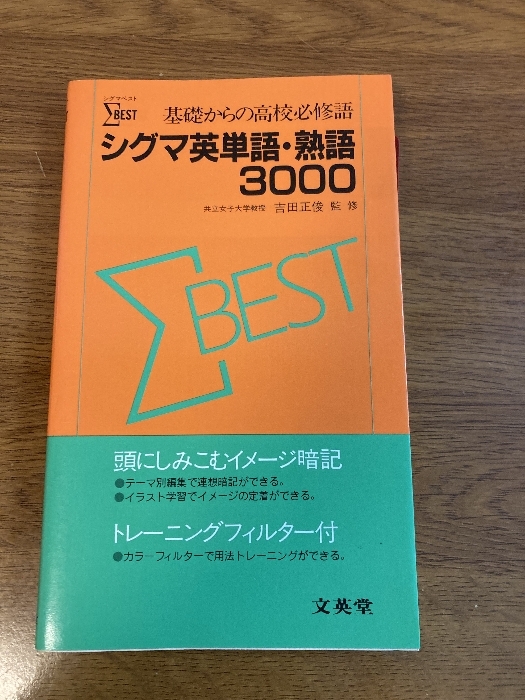 シグマベスト
ΣBEST
基礎からの高校必修語
シグマ英単語・熟語
3000
共立女子大学教授 吉田正俊 監修
ΣBEST
頭にしみこむイメージ暗記
●テーマ別編集で連想暗記ができる。
●イラスト学習でイメージの定着ができる。
トレーニングフィルター付
●カラーフィルターで用法トレーニングができる。
文英堂